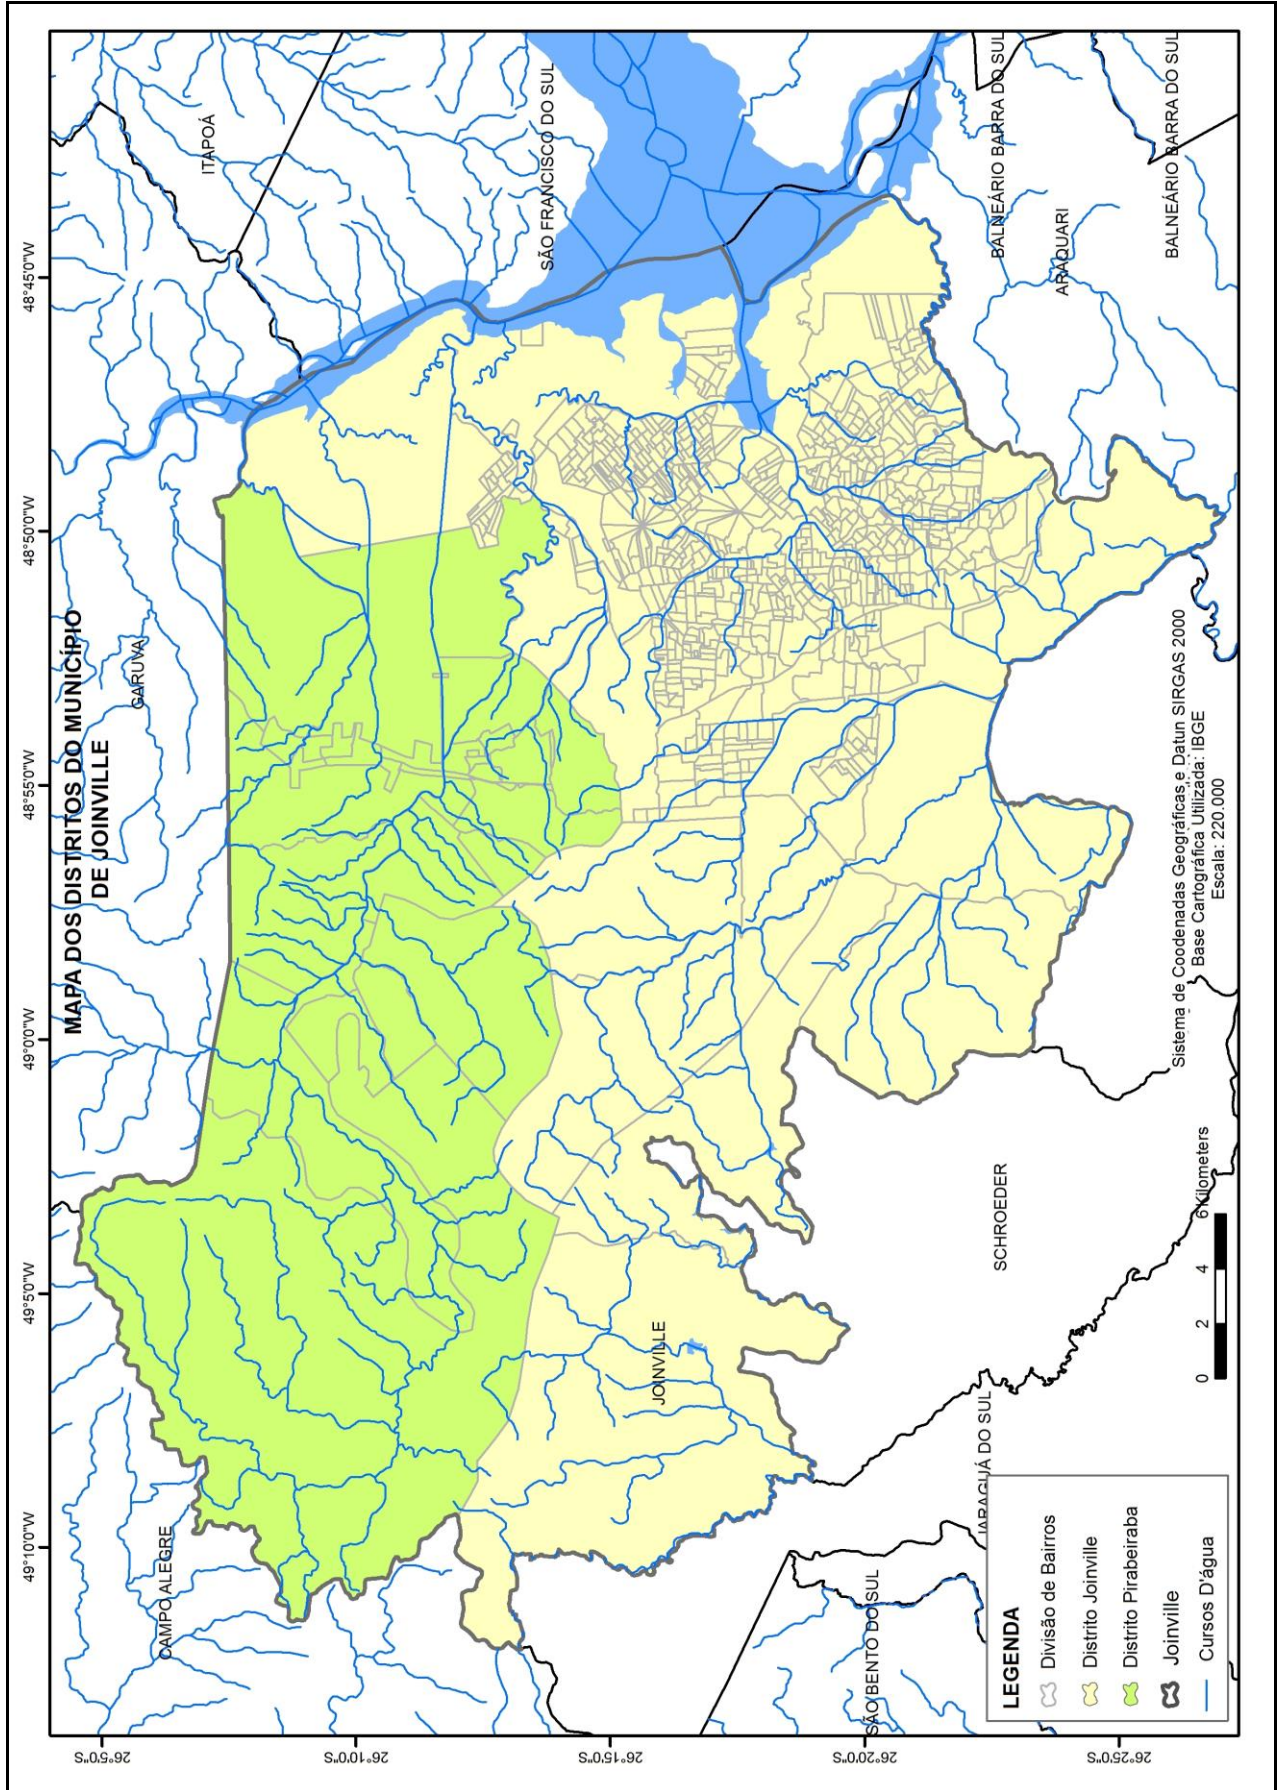 MAPA DOS DISTRITOS DO MUNICÍPIO
DE JOINVILLE
49°10'0"W
49°5'0"W
49°0'0"W
48°55'0"W
48°50'0"W
48°45'0"W
26°5'0"S
26°10'0"S
26°15'0"S
26°20'0"S
26°25'0"S
CAMPO ALEGRE
GARUVA
ITAPOÁ
SÃO FRANCISCO DO SUL
JOINVILLE
SÃO BENTO DO SUL
JARAGUÁ DO SUL
SCHROEDER
BALNEÁRIO BARRA DO SUL
ARAQUARI
BALNEÁRIO BARRA DO SUL
LEGENDA
Divisão de Bairros
Distrito Joinville
Distrito Pirabeiraba
Joinville
Cursos D'água
0 2 4 6 Kilometers
Sistema de Coodenadas Geográficas e Datun SIRGAS 2000
Base Cartográfica Utilizada: IBGE
Escala: 220.000